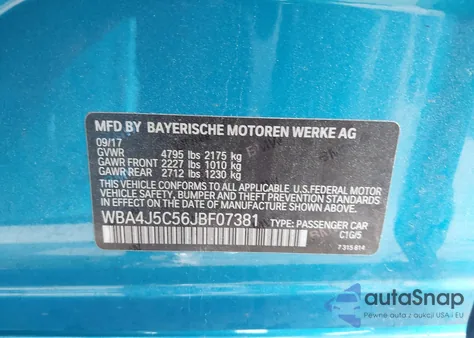 MFD BY BAYERISCHE MOTOREN WERKE AG
09/17
GVWR 4795 lbs 2175 kg
GAWR FRONT 2227 lbs 1010 kg
GAWR REAR 2712 lbs 1230 kg
THIS VEHICLE CONFORMS TO ALL APPLICABLE U.S. FEDERAL MOTOR
VEHICLE SAFETY, BUMPER AND THEFT PREVENTION STANDARDS IN
EFFECT ON THE DATE OF MANUFACTURE SHOWN ABOVE.
WBA4J5C56JBF07381 TYPE: PASSENGER CAR
C1G/5
7 315 814
autoSnap
Pewne auta z aukcji USA i EU